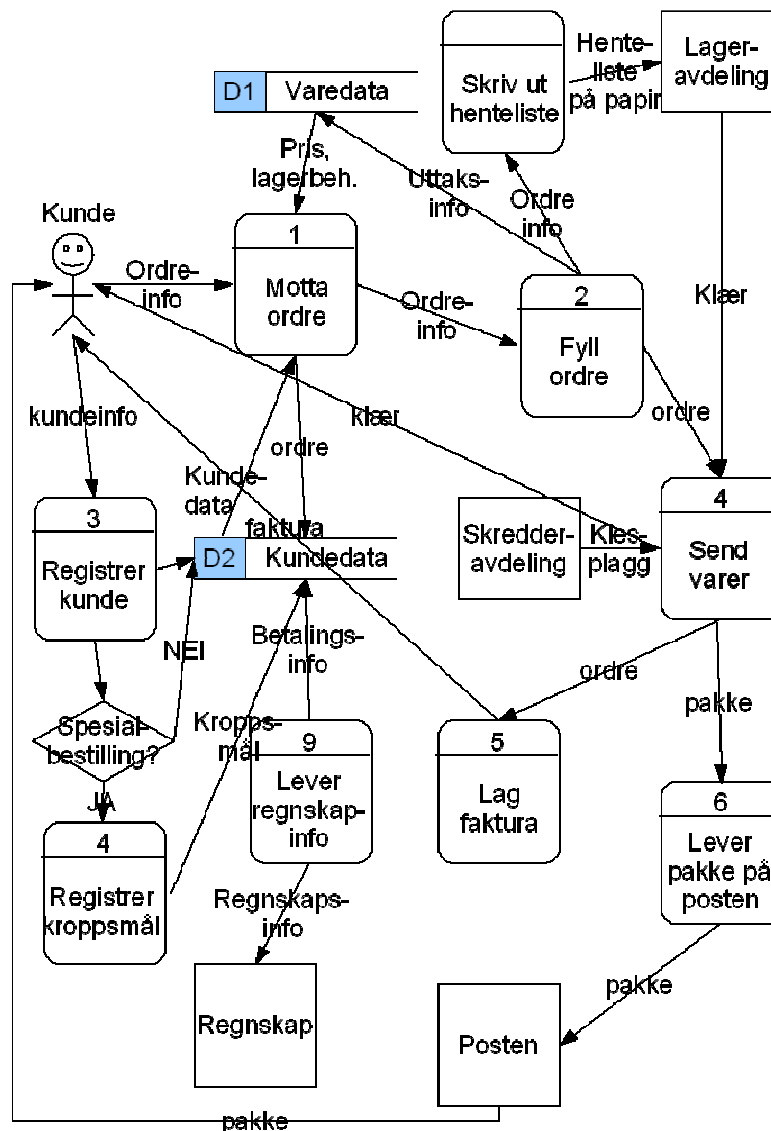 Skriv ut
henteliste
Hente-
liste
på papir
Lager-
avdeling
D1 Varedata
Pris,
lagerbeh.
Uttaks-
info
Ordre
info
Kunde
Ordre-
info
1
Motta
ordre
Ordre-
info
2
Fyll
ordre
Klær
kundeinfo
klær
ordre
ordre
Kunde-
data
faktura
3
Registrer
kunde
D2 Kundedata
Skredder-
avdeling
Kles-
plagg
4
Send
varer
NEI
Betalings-
info
ordre
pakke
Spesial-
bestilling?
Kropps-
mål
9
Lever
regnskap-
info
5
Lag
faktura
6
Lever
pakke på
posten
JA
4
Registrer
kroppsmål
Regnskaps-
info
pakke
Regnskap
Posten
pakke